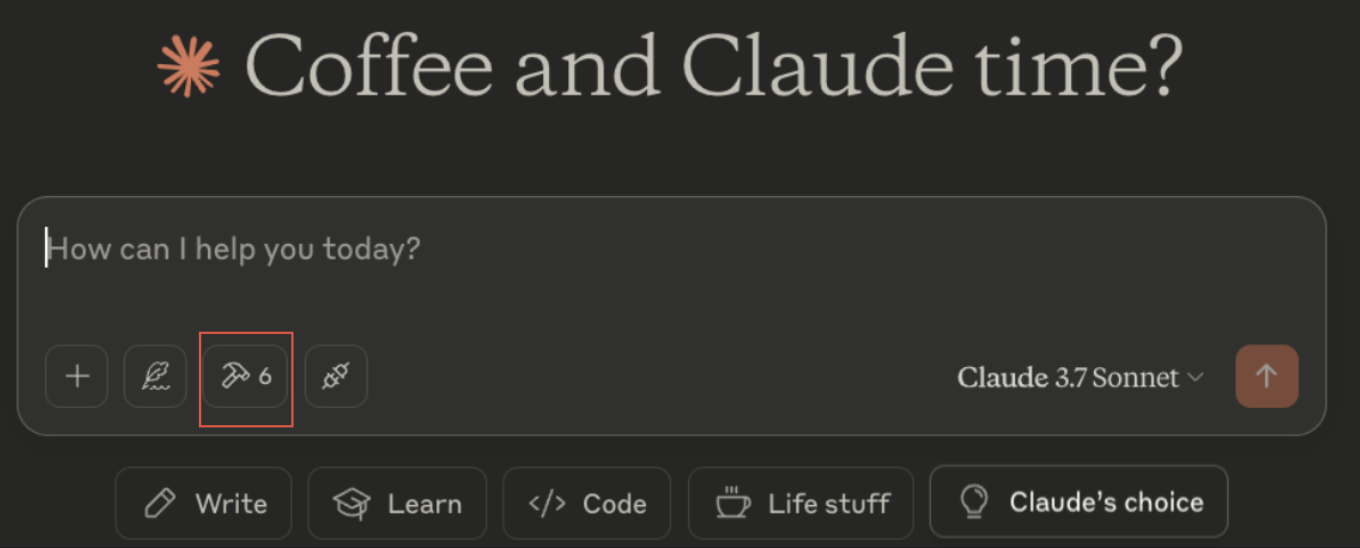 Coffee and Claude time?
How can I help you today?
6
Claude 3.7 Sonnet
Write
Learn
</> Code
Life stuff
Claude's choice